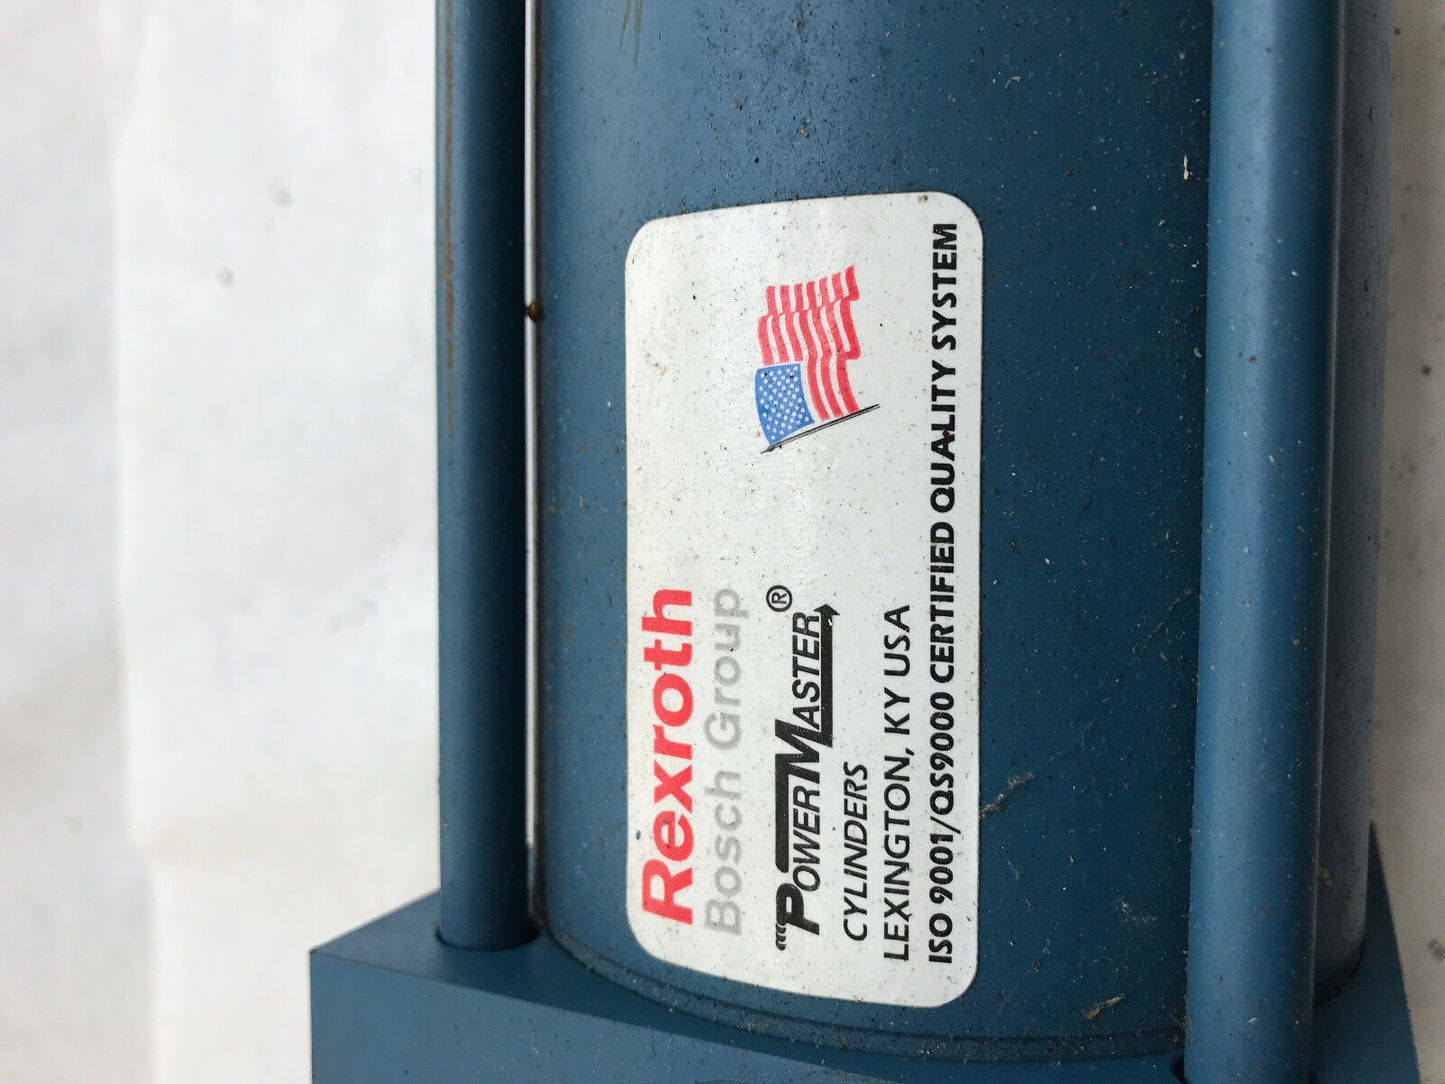 Rexroth
Bosch Group
POWERMASTER®
CYLINDERS
LEXINGTON, KY USA
ISO 9001/QS9000 CERTIFIED QUALITY SYSTEM